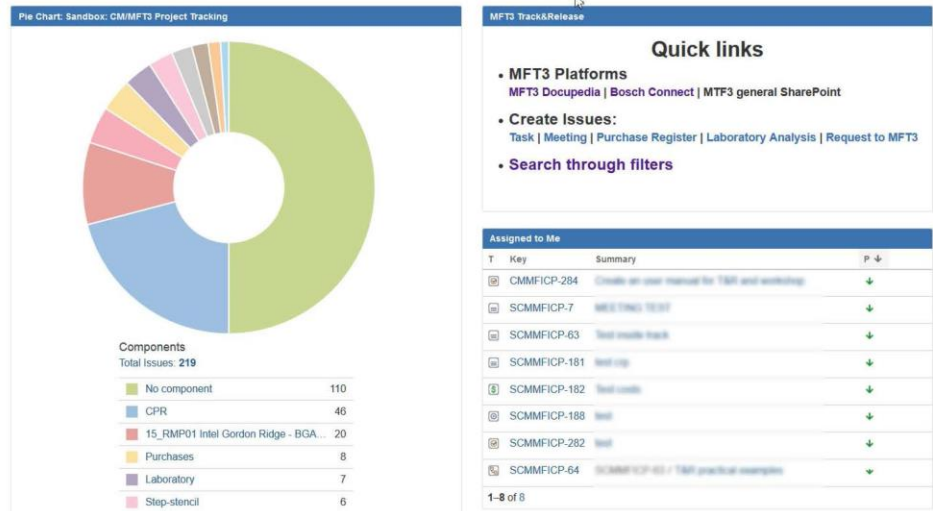 Pie Chart: Sandbox: CM/MFT3 Project Tracking
Components
Total Issues: 219
No component 110
CPR 46
15_RMP01 Intel Gordon Ridge - BGA... 20
Purchases 8
Laboratory 7
Step-stencil 6
MFT3 Track&Release
Quick links
• MFT3 Platforms
MFT3 Docupedia | Bosch Connect | MTF3 general SharePoint
• Create Issues:
Task | Meeting | Purchase Register | Laboratory Analysis | Request to MFT3
• Search through filters
Assigned to Me
T Key Summary P
CMMFICP-284
SCMMFICP-7
SCMMFICP-63
SCMMFICP-181
SCMMFICP-182
SCMMFICP-188
SCMMFICP-282
SCMMFICP-64
1–8 of 8